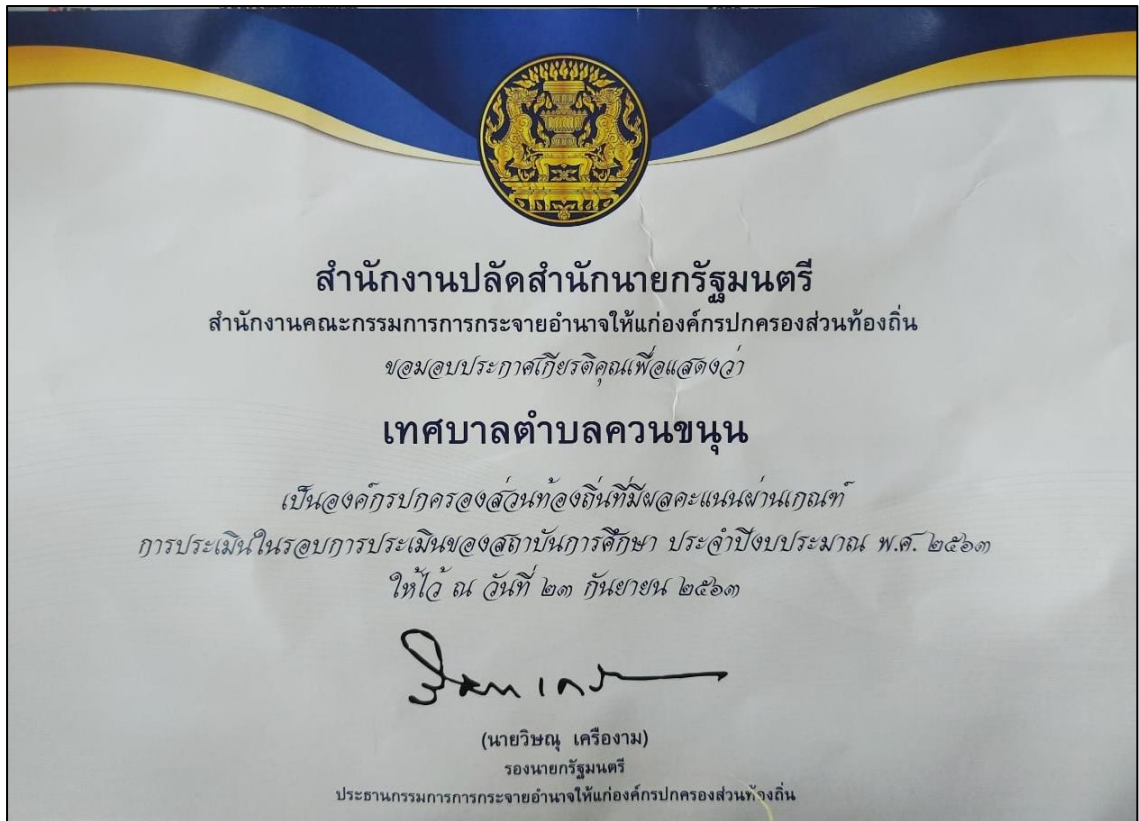 สำนักงานปลัดสำนักนายกรัฐมนตรี
สำนักงานคณะกรรมการการกระจายอำนาจให้แก่องค์กรปกครองส่วนท้องถิ่น
ขอมอบประกาศเกียรติคุณเพื่อแสดงว่า
เทศบาลตำบลควนขนุน
เป็นองค์กรปกครองส่วนท้องถิ่นที่มีผลคะแนนผ่านเกณฑ์
การประเมินในรอบการประเมินของสถาบันการศึกษา ประจำปีงบประมาณ พ.ศ. ๒๕๖๓
ให้ไว้ ณ วันที่ ๒๓ กันยายน ๒๕๖๓
(นายวิษณุ เครืองาม)
รองนายกรัฐมนตรี
ประธานกรรมการการกระจายอำนาจให้แก่องค์กรปกครองส่วนท้องถิ่น